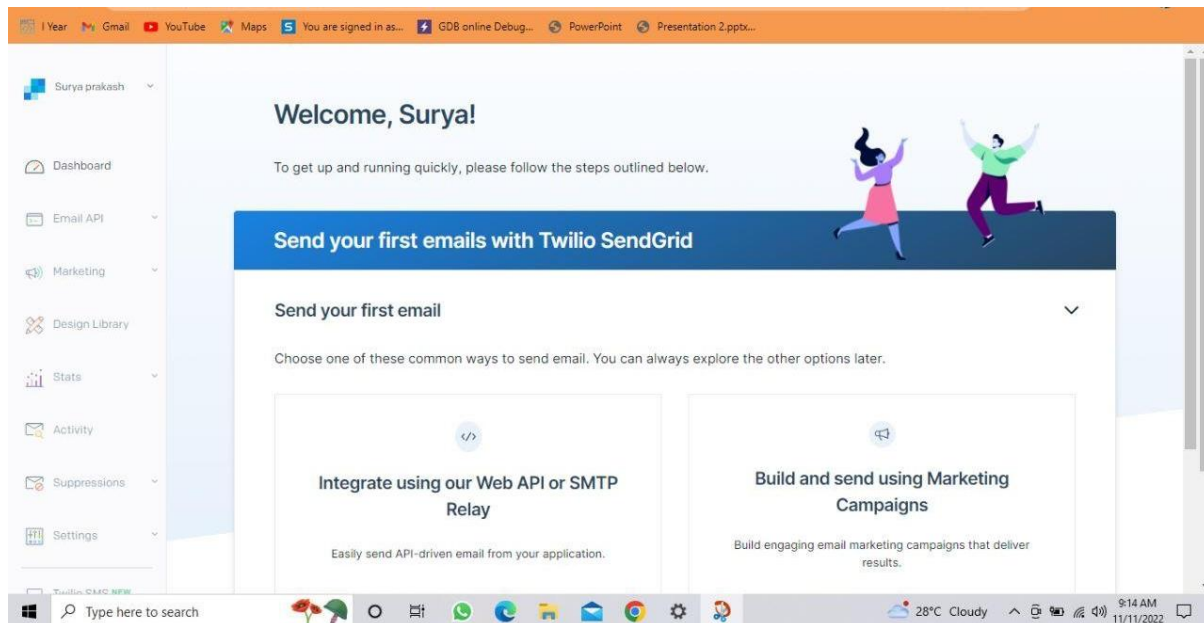 I Year Gmail YouTube Maps You are signed in as... GDB online Debug... PowerPoint Presentation 2.pptx...
Surya prakash
Dashboard
Email API
Marketing
Design Library
Stats
Activity
Suppressions
Settings
Twilio SMS NEW
Welcome, Surya!
To get up and running quickly, please follow the steps outlined below.
Send your first emails with Twilio SendGrid
Send your first email
Choose one of these common ways to send email. You can always explore the other options later.
Integrate using our Web API or SMTP
Relay
Easily send API-driven email from your application.
Build and send using Marketing
Campaigns
Build engaging email marketing campaigns that deliver
results.
Type here to search
28°C Cloudy
9:14 AM
11/11/2022